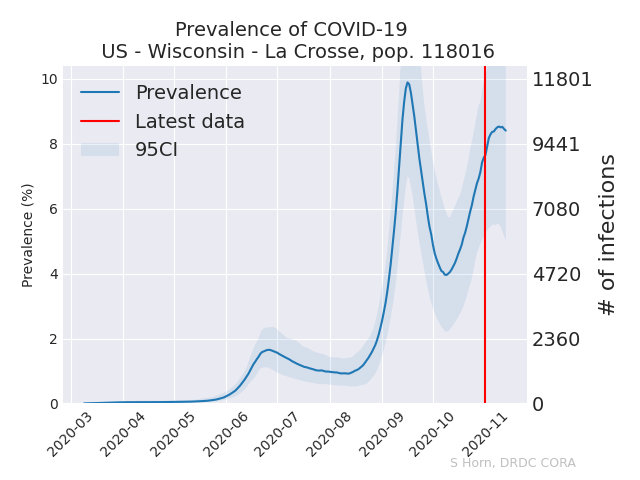 Prevalence of COVID-19
US - Wisconsin - La Crosse, pop. 118016
Prevalence
Latest data
95CI
Prevalence (%)
10
8
6
4
2
0
11801
9441
7080
4720
2360
0
# of infections
2020-03
2020-04
2020-05
2020-06
2020-07
2020-08
2020-09
2020-10
2020-11
S Horn, DRDC CORA